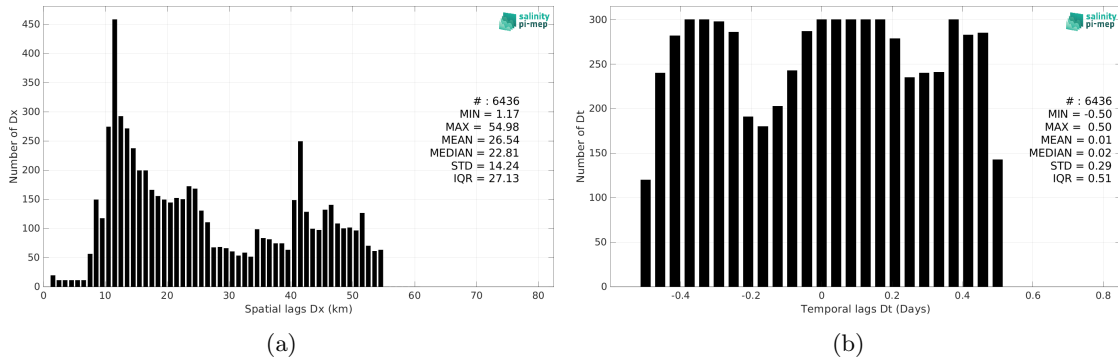 450
400
350
300
250
200
150
100
50
0
Number of Dx
salinity
pi-mep
# : 6436
MIN = 1.17
MAX = 54.98
MEAN = 26.54
MEDIAN = 22.81
STD = 14.24
IQR = 27.13
0 10 20 30 40 50 60 70 80
Spatial lags Dx (km)
(a)
300
250
200
150
100
50
0
Number of Dt
salinity
pi-mep
# : 6436
MIN = -0.50
MAX = 0.50
MEAN = 0.01
MEDIAN = 0.02
STD = 0.29
IQR = 0.51
-0.4 -0.2 0 0.2 0.4 0.6 0.8
Temporal lags Dt (Days)
(b)